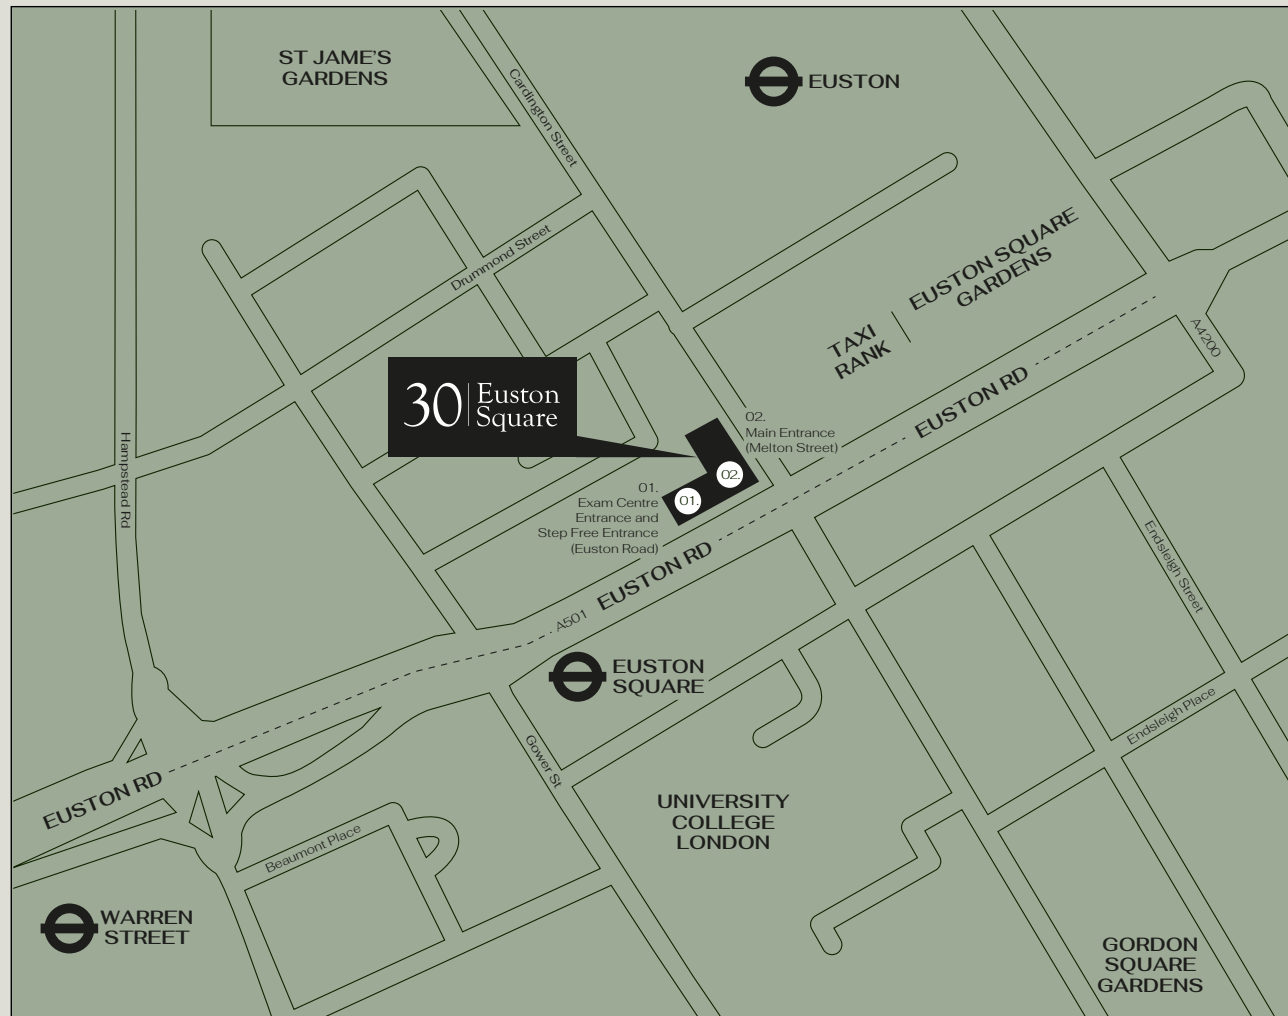 ST JAME'S
GARDENS
EUSTON
Cardington Street
Drummond Street
EUSTON SQUARE
GARDENS
TAXI
RANK
A4200
EUSTON RD
30
Euston
Square
02.
Main Entrance
(Melton Street)
02.
01.
01.
Exam Centre
Entrance and
Step Free Entrance
(Euston Road)
Hampstead Rd
EUSTON RD
A501
Endsleigh Street
EUSTON
SQUARE
Endsleigh Place
Gower St
EUSTON RD
UNIVERSITY
COLLEGE
LONDON
Beaumont Place
WARREN
STREET
GORDON
SQUARE
GARDENS